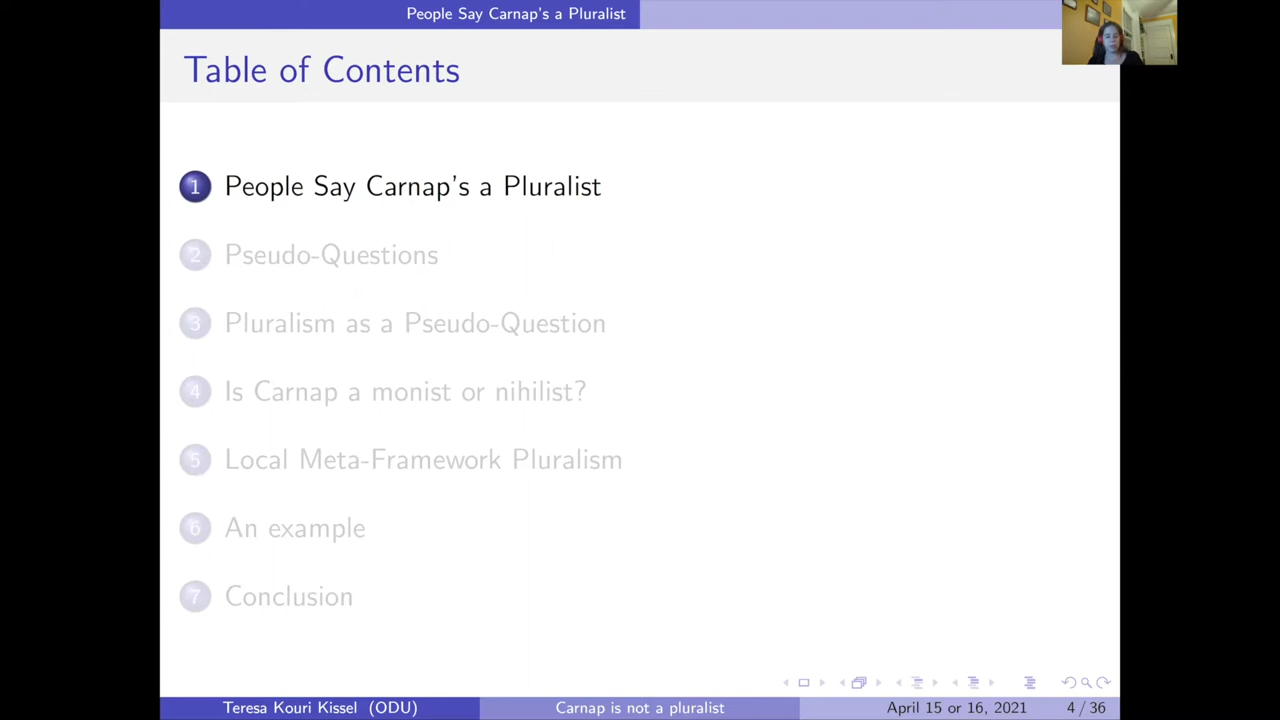 People Say Carnap's a Pluralist
Table of Contents
1 People Say Carnap's a Pluralist
2 Pseudo-Questions
3 Pluralism as a Pseudo-Question
4 Is Carnap a monist or nihilist?
5 Local Meta-Framework Pluralism
6 An example
7 Conclusion
Teresa Kouri Kissel (ODU) Carnap is not a pluralist April 15 or 16, 2021 4 / 36